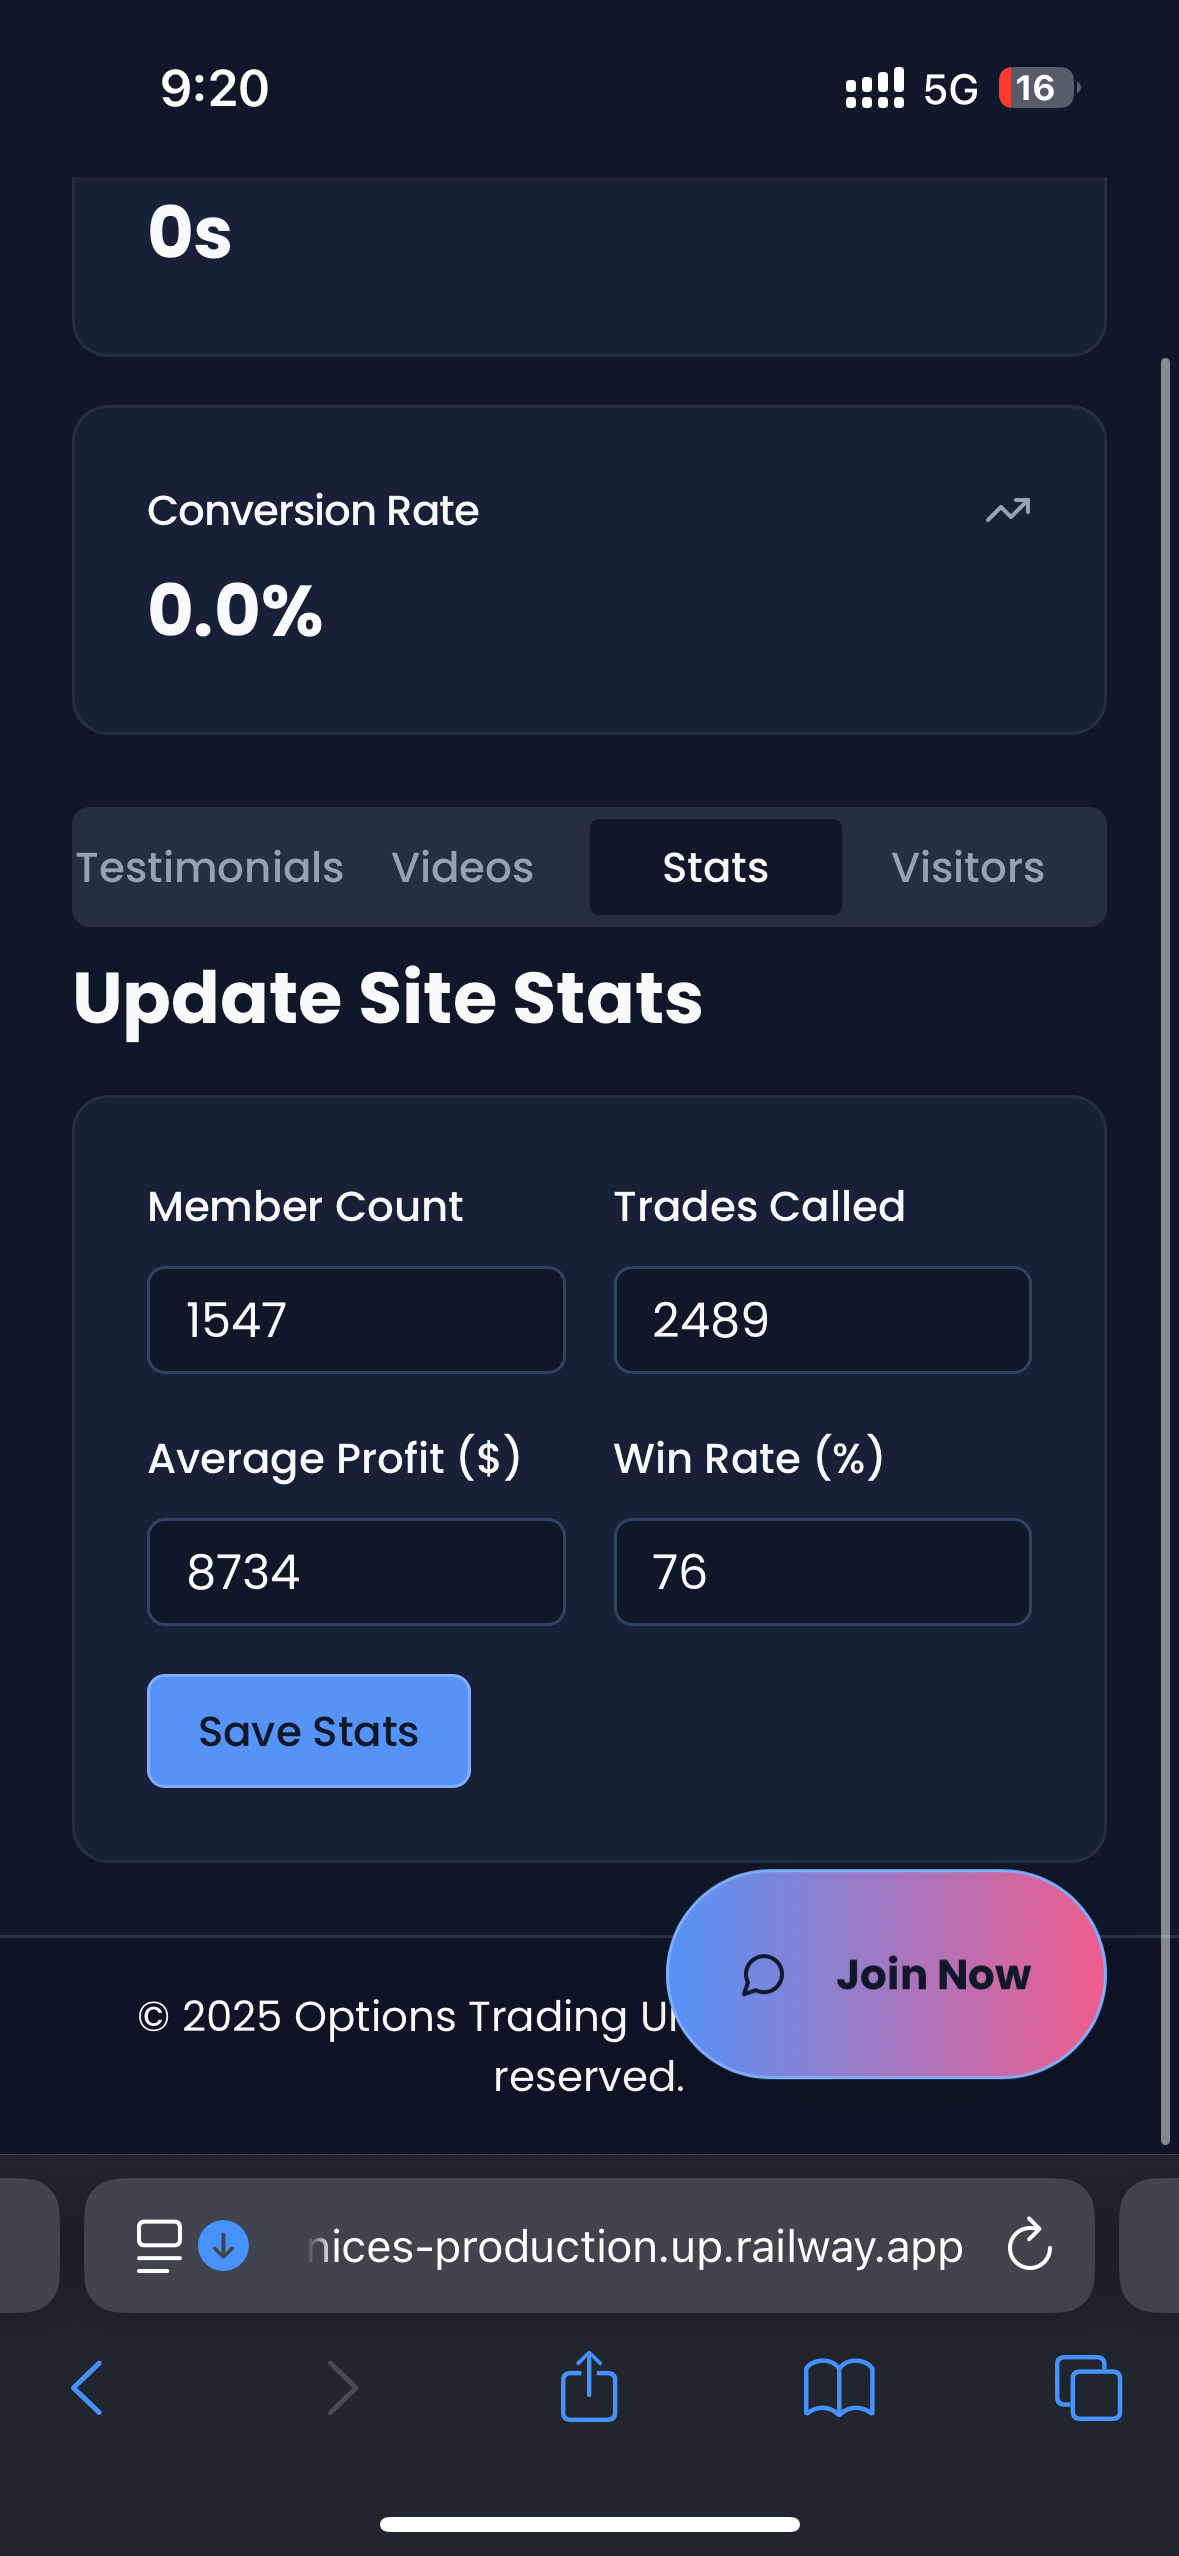 9:20
5G
16
0s
Conversion Rate
0.0%
Testimonials Videos Stats Visitors
Update Site Stats
Member Count Trades Called
1547 2489
Average Profit ($) Win Rate (%)
8734 76
Save Stats
Join Now
© 2025 Options Trading
reserved.
nices-production.up.railway.app